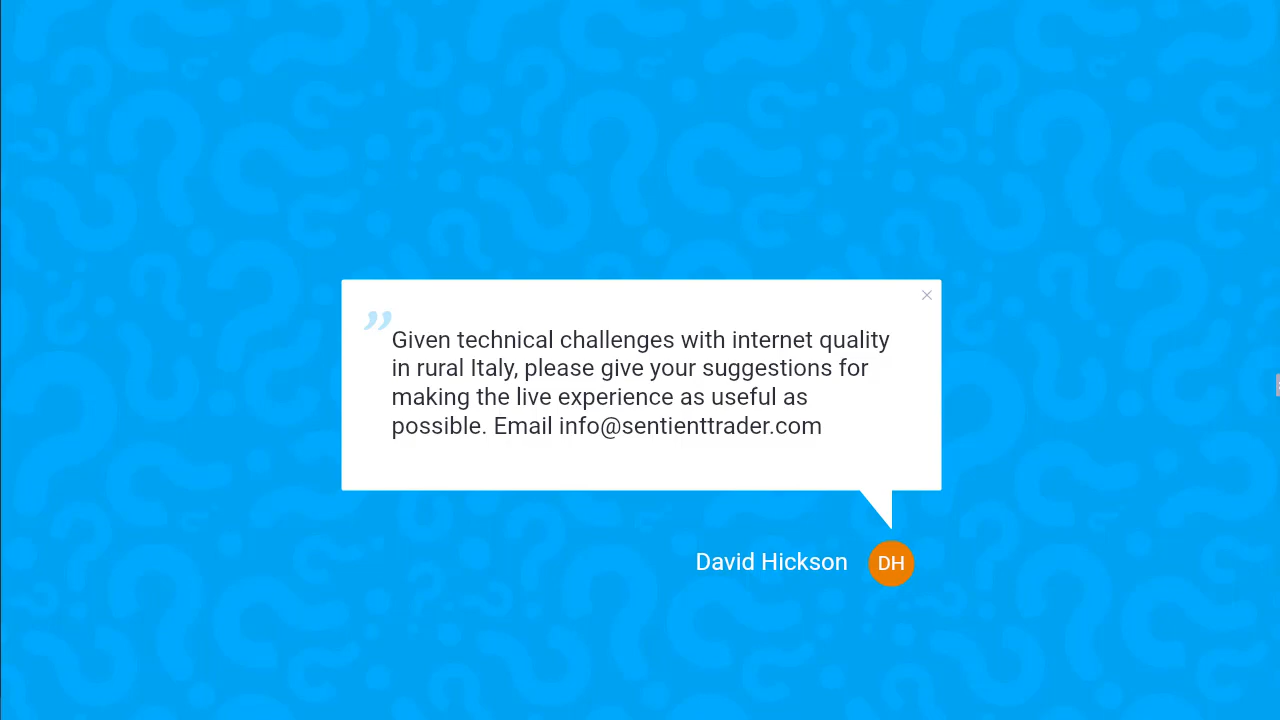 Given technical challenges with internet quality
in rural Italy, please give your suggestions for
making the live experience as useful as
possible. Email info@sentienttrader.com
David Hickson
DH